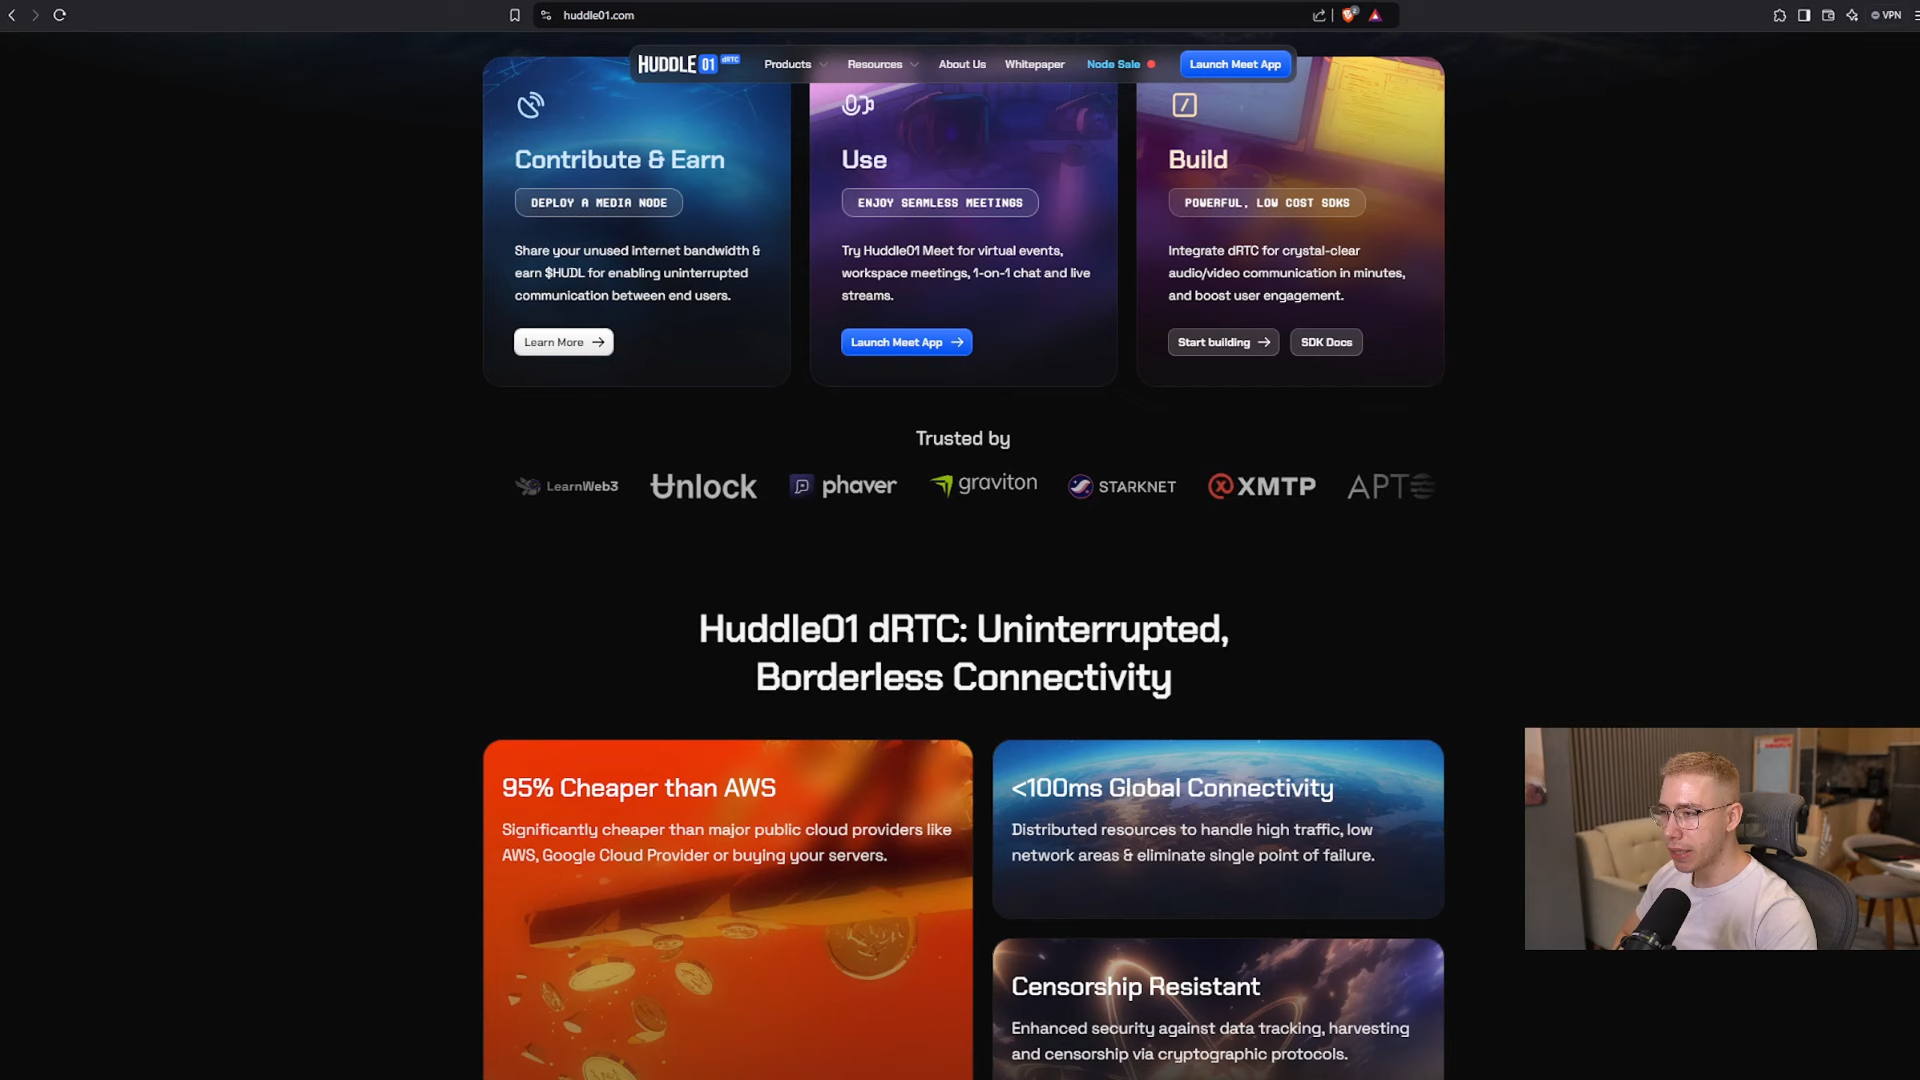 huddle01.com
VPN
HUDDLE 01 dRTC
Products
Resources
About Us
Whitepaper
Node Sale
Launch Meet App
Contribute & Earn
DEPLOY A MEDIA NODE
Share your unused internet bandwidth &
earn $HUDL for enabling uninterrupted
communication between end users.
Learn More
Use
ENJOY SEAMLESS MEETINGS
Try Huddle01 Meet for virtual events,
workspace meetings, 1-on-1 chat and live
streams.
Launch Meet App
Build
POWERFUL, LOW COST SDKS
Integrate dRTC for crystal-clear
audio/video communication in minutes,
and boost user engagement.
Start building
SDK Docs
Trusted by
LearnWeb3
Unlock
phaver
graviton
STARKNET
XMTP
APTO
Huddle01 dRTC: Uninterrupted,
Borderless Connectivity
95% Cheaper than AWS
Significantly cheaper than major public cloud providers like
AWS, Google Cloud Provider or buying your servers.
<100ms Global Connectivity
Distributed resources to handle high traffic, low
network areas & eliminate single point of failure.
Censorship Resistant
Enhanced security against data tracking, harvesting
and censorship via cryptographic protocols.